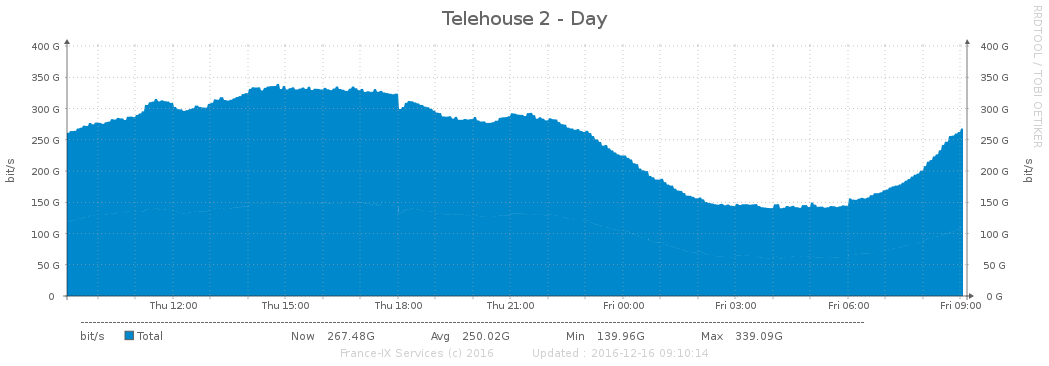 Telehouse 2 - Day
RRDTOOL / TOBI OETIKER
400 G 400 G
350 G 350 G
300 G 300 G
250 G 250 G
200 G 200 G
150 G 150 G
100 G 100 G
50 G 50 G
0 0 G
bit/s bit/s
Thu 12:00 Thu 15:00 Thu 18:00 Thu 21:00 Fri 00:00 Fri 03:00 Fri 06:00 Fri 09:00
bit/s Total Now 267.48G Avg 250.02G Min 139.96G Max 339.09G
France-IX Services (c) 2016 Updated : 2016-12-16 09:10:14